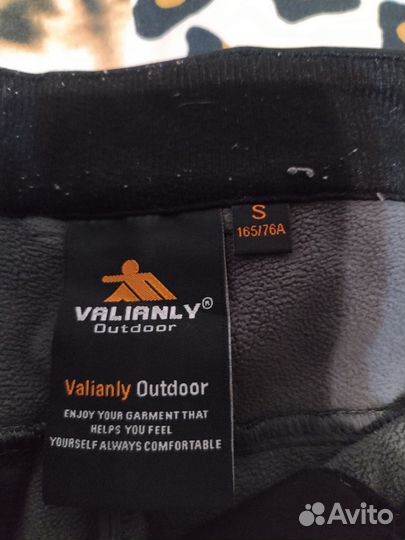 S
165/76A
VALIANLY®
Outdoor
Valianly Outdoor
ENJOY YOUR GARMENT THAT
HELPS YOU FEEL
YOURSELF ALWAYS COMFORTABLE
Avito